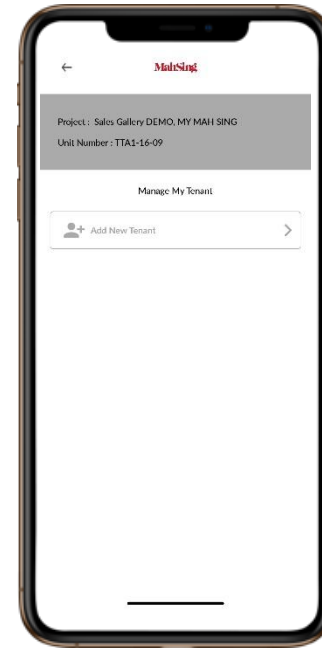 MahSing
Project : Sales Gallery DEMO, MY MAH SING
Unit Number : TTA1-16-09
Manage My Tenant
Add New Tenant